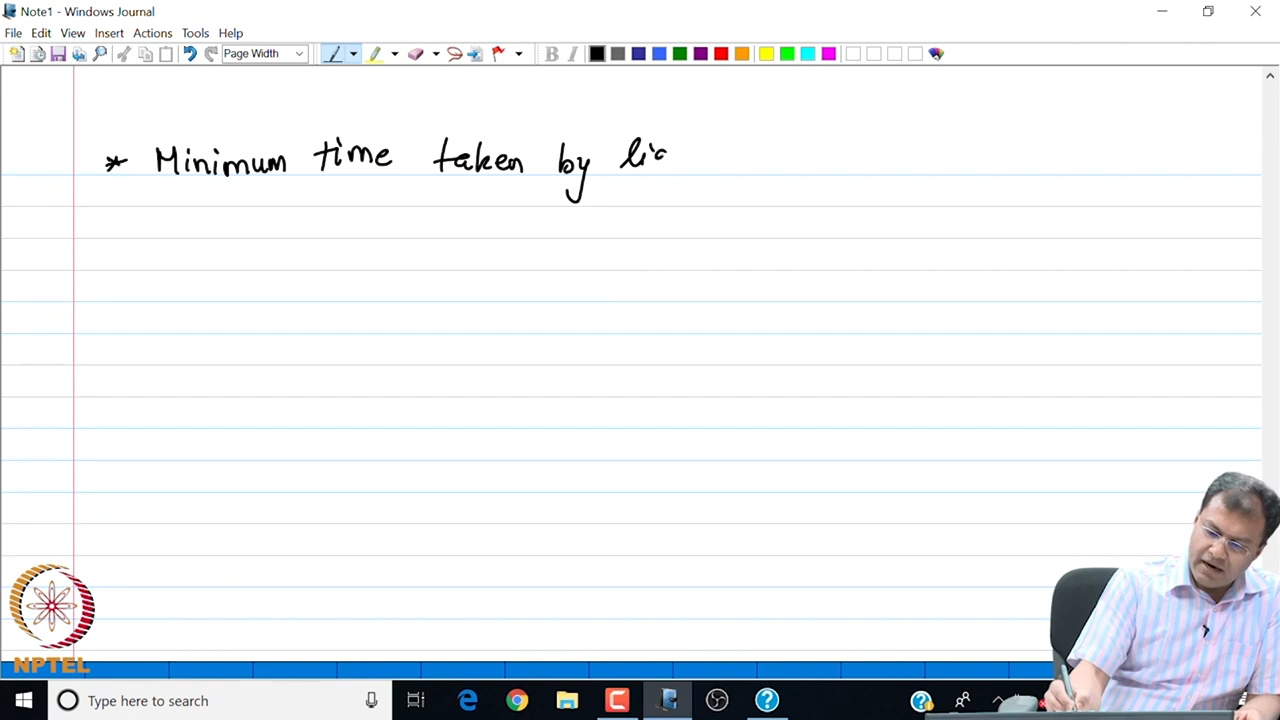 Note1 - Windows Journal
File Edit View Insert Actions Tools Help
Page Width B I
* Minimum time taken by
NPTEL
Type here to search